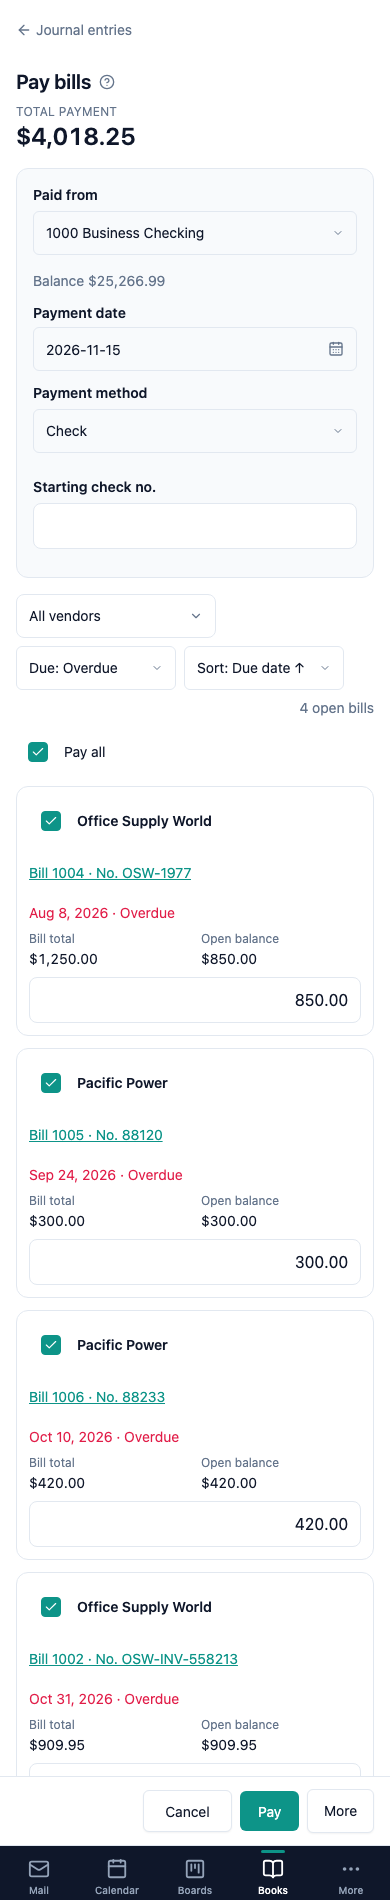 Journal entries
Pay bills
TOTAL PAYMENT
$4,018.25
Paid from
1000 Business Checking
Balance $25,266.99
Payment date
2026-11-15
Payment method
Check
Starting check no.
All vendors
Due: Overdue
Sort: Due date ↑
4 open bills
Pay all
Office Supply World
Bill 1004 · No. OSW-1977
Aug 8, 2026 · Overdue
Bill total Open balance
$1,250.00 $850.00
850.00
Pacific Power
Bill 1005 · No. 88120
Sep 24, 2026 · Overdue
Bill total Open balance
$300.00 $300.00
300.00
Pacific Power
Bill 1006 · No. 88233
Oct 10, 2026 · Overdue
Bill total Open balance
$420.00 $420.00
420.00
Office Supply World
Bill 1002 · No. OSW-INV-558213
Oct 31, 2026 · Overdue
Bill total Open balance
$909.95 $909.95
Cancel Pay More
Mail Calendar Boards Books More